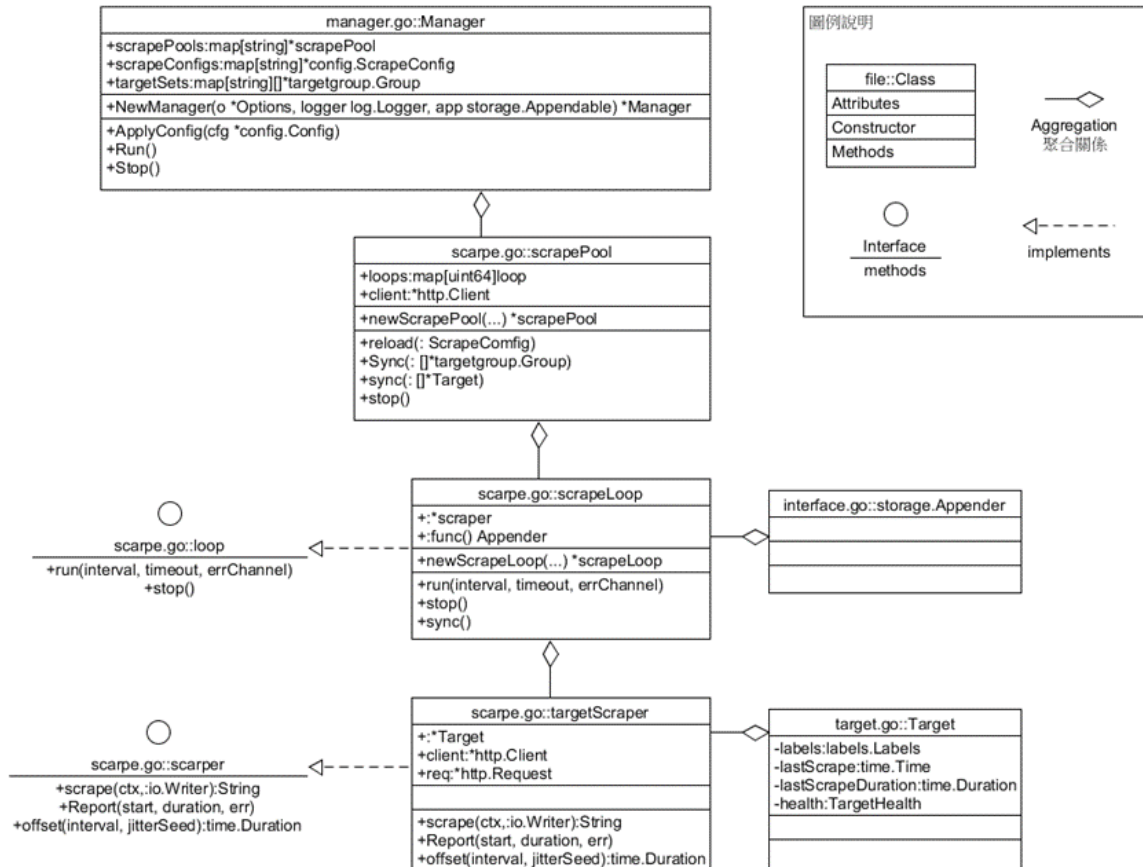 manager.go::Manager
+scrapePools:map[string]*scrapePool
+scrapeConfigs:map[string]*config.ScrapeConfig
+targetSets:map[string][]*targetgroup.Group
+NewManager(o *Options, logger log.Logger, app storage.Appendable) *Manager
+ApplyConfig(cfg *config.Config)
+Run()
+Stop()
圖例說明
file::Class
Attributes
Constructor
Methods
Aggregation
聚合關係
Interface
methods
implements
scarpe.go::scrapePool
+loops:map[uint64]loop
+client:*http.Client
+newScrapePool(...) *scrapePool
+reload(: ScrapeComfig)
+Sync(: []*targetgroup.Group)
+sync(: []*Target)
+stop()
scarpe.go::loop
+run(interval, timeout, errChannel)
+stop()
scarpe.go::scrapeLoop
+:*scraper
+:func() Appender
+newScrapeLoop(...) *scrapeLoop
+run(interval, timeout, errChannel)
+stop()
+sync()
interface.go::storage.Appender
scarpe.go::scarper
+scrape(ctx,:io.Writer):String
+Report(start, duration, err)
+offset(interval, jitterSeed):time.Duration
scarpe.go::targetScraper
+:*Target
+client:*http.Client
+req:*http.Request
+scrape(ctx,:io.Writer):String
+Report(start, duration, err)
+offset(interval, jitterSeed):time.Duration
target.go::Target
-labels:labels.Labels
-lastScrape:time.Time
-lastScrapeDuration:time.Duration
-health:TargetHealth